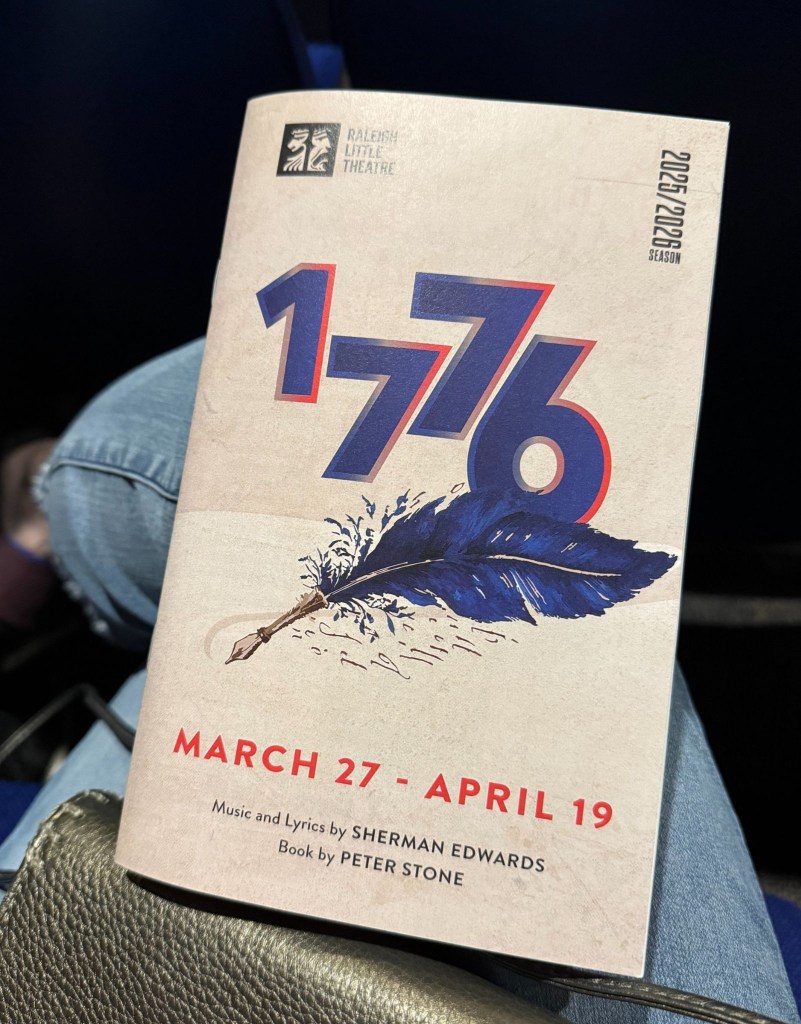 RALEIGH
LITTLE
THEATRE
2025/2026
SEASON
1776
MARCH 27 - APRIL 19
Music and Lyrics by SHERMAN EDWARDS
Book by PETER STONE